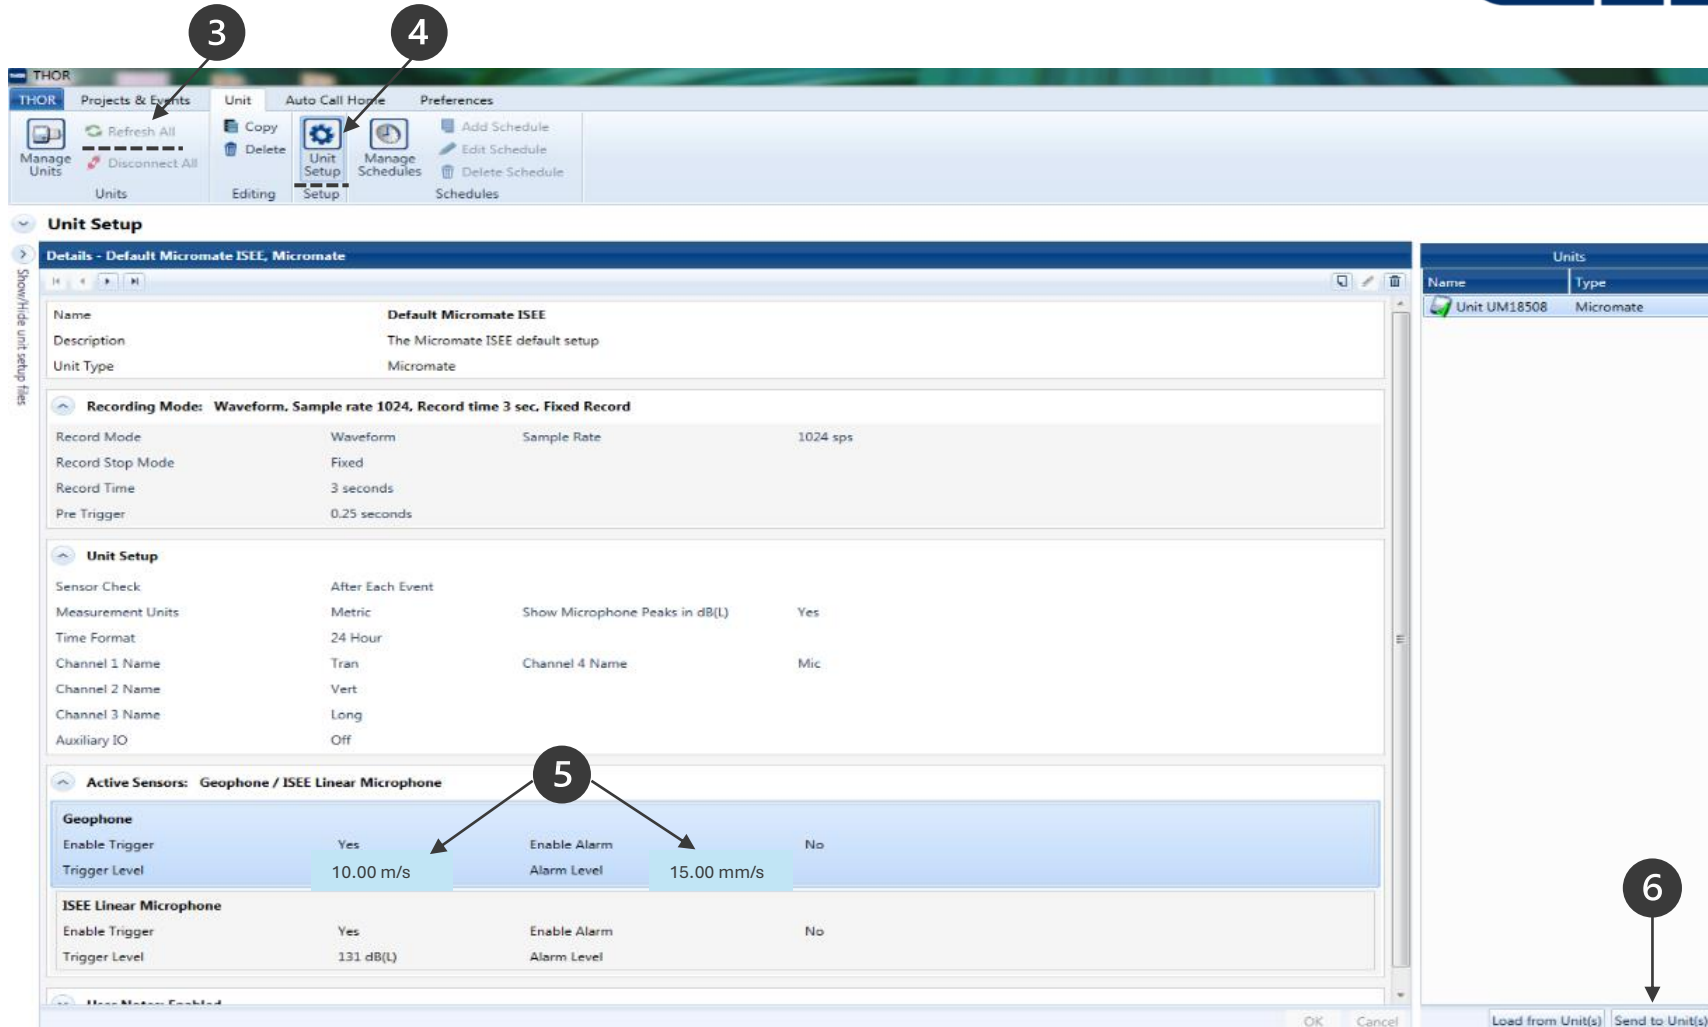 3
4
THOR
THOR Projects & Events Unit Auto Call Home Preferences
Manage Units
Refresh All
Disconnect All
Units
Copy
Delete
Editing
Unit Setup
Setup
Manage Schedules
Add Schedule
Edit Schedule
Delete Schedule
Schedules
Unit Setup
Show/Hide unit setup files
Details - Default Micromate ISEE, Micromate
Name Default Micromate ISEE
Description The Micromate ISEE default setup
Unit Type Micromate
Recording Mode: Waveform, Sample rate 1024, Record time 3 sec, Fixed Record
Record Mode Waveform Sample Rate 1024 sps
Record Stop Mode Fixed
Record Time 3 seconds
Pre Trigger 0.25 seconds
Unit Setup
Sensor Check After Each Event
Measurement Units Metric Show Microphone Peaks in dB(L) Yes
Time Format 24 Hour
Channel 1 Name Tran Channel 4 Name Mic
Channel 2 Name Vert
Channel 3 Name Long
Auxiliary IO Off
5
Active Sensors: Geophone / ISEE Linear Microphone
Geophone
Enable Trigger Yes Enable Alarm No
Trigger Level 10.00 m/s Alarm Level 15.00 mm/s
ISEE Linear Microphone
Enable Trigger Yes Enable Alarm No
Trigger Level 131 dB(L) Alarm Level
User Notes: Enabled
OK Cancel
Units
Name Type
Unit UM18508 Micromate
6
Load from Unit(s) Send to Unit(s)